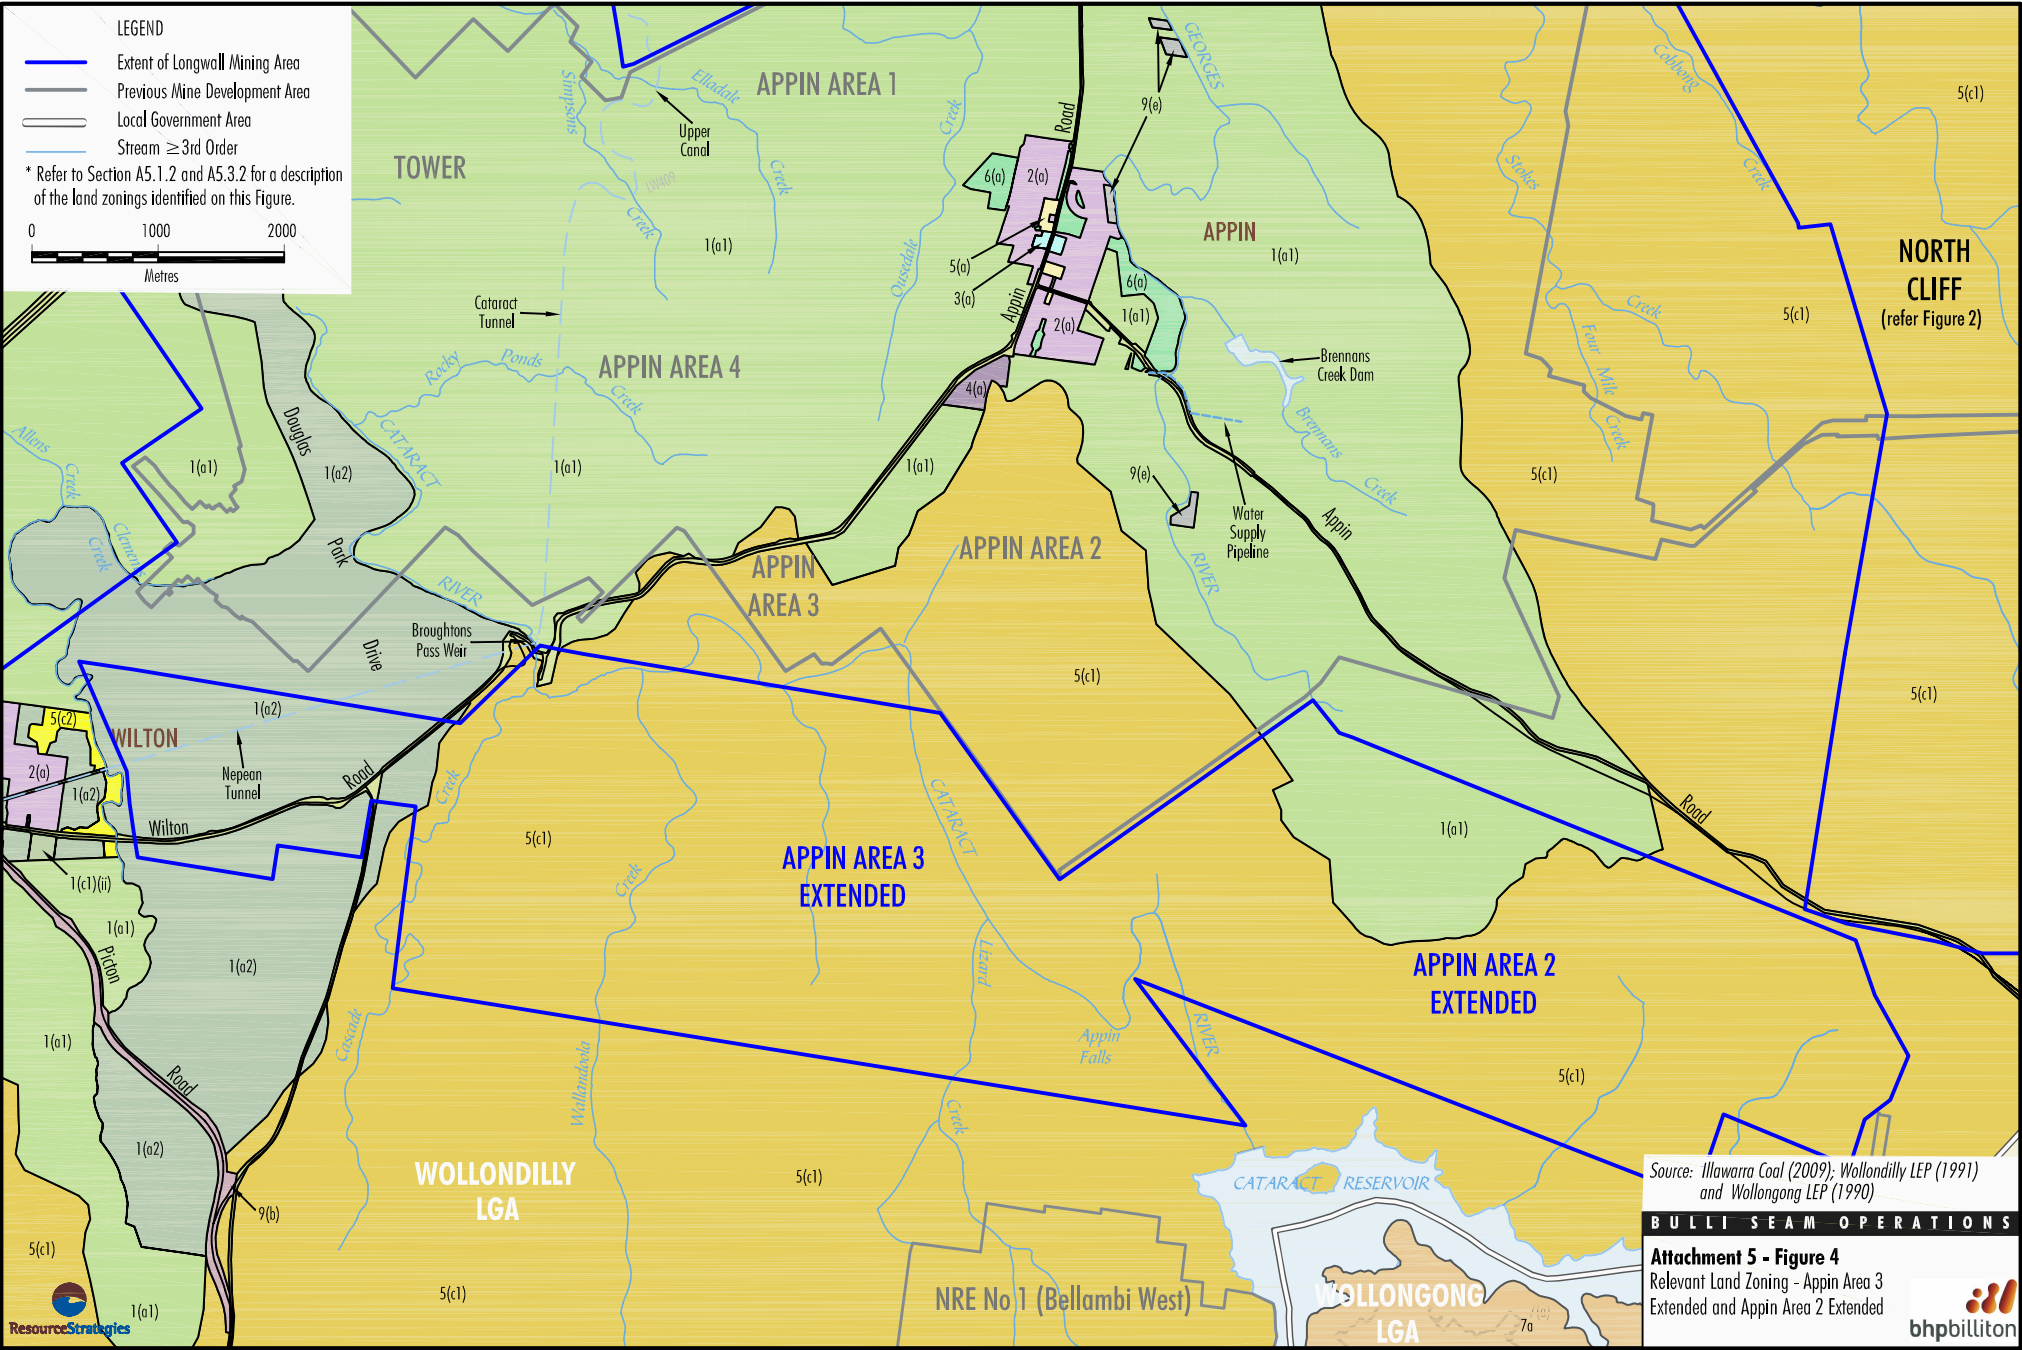 LEGEND
Extent of Longwall Mining Area
Previous Mine Development Area
Local Government Area
Stream ≥3rd Order
* Refer to Section A5.1.2 and A5.3.2 for a description
of the land zonings identified on this Figure.
0 1000 2000
Metres
APPIN AREA 1
TOWER
Simpsons
Creek
Elladale
Creek
Upper
Canal
LW409
1(a1)
Creek
Ousedale
Road
GEORGES
9(e)
6(a)
2(a)
5(a)
3(a)
Appin
2(a)
6(a)
1(a1)
4(a)
APPIN
1(a1)
Stokes
Creek
Cobbong
Creek
5(c1)
NORTH
CLIFF
(refer Figure 2)
5(c1)
Four Mile
Creek
5(c1)
Brennans
Creek Dam
Brennans
Creek
Cataract
Tunnel
Rocky Ponds
Creek
APPIN AREA 4
1(a1)
Douglas
Park
Drive
CATARACT
RIVER
1(a2)
1(a1)
Allens
Creek
Clements
Creek
1(a1)
9(e)
Water
Supply
Pipeline
RIVER
Appin
Road
APPIN AREA 2
APPIN
AREA 3
Broughtons
Pass Weir
5(c1)
5(c1)
1(a2)
5(c2)
WILTON
2(a)
1(a2)
Nepean
Tunnel
Road
Wilton
Creek
5(c1)
Creek
CATARACT
APPIN AREA 3
EXTENDED
1(a1)
1(c1)(ii)
1(a1)
Picton
Road
1(a2)
Lizard
Creek
APPIN AREA 2
EXTENDED
Cascade
Wallandoola
Appin
Falls
RIVER
1(a1)
5(c1)
1(a2)
WOLLONDILLY
LGA
5(c1)
CATARACT RESERVOIR
9(b)
5(c1)
1(a1)
5(c1)
NRE No 1 (Bellambi West)
WOLLONGONG
LGA
7a
ResourceStrategies
Source: Illawarra Coal (2009); Wollondilly LEP (1991)
and Wollongong LEP (1990)
BULLI SEAM OPERATIONS
Attachment 5 - Figure 4
Relevant Land Zoning - Appin Area 3
Extended and Appin Area 2 Extended
bhpbilliton